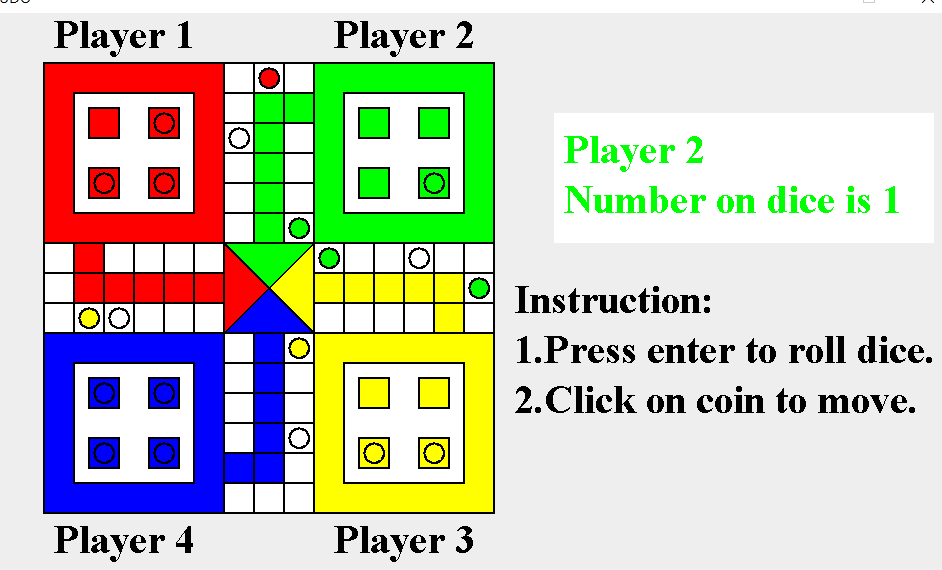 Player 1
Player 2
Player 2
Number on dice is 1
Instruction:
1.Press enter to roll dice.
2.Click on coin to move.
Player 4
Player 3